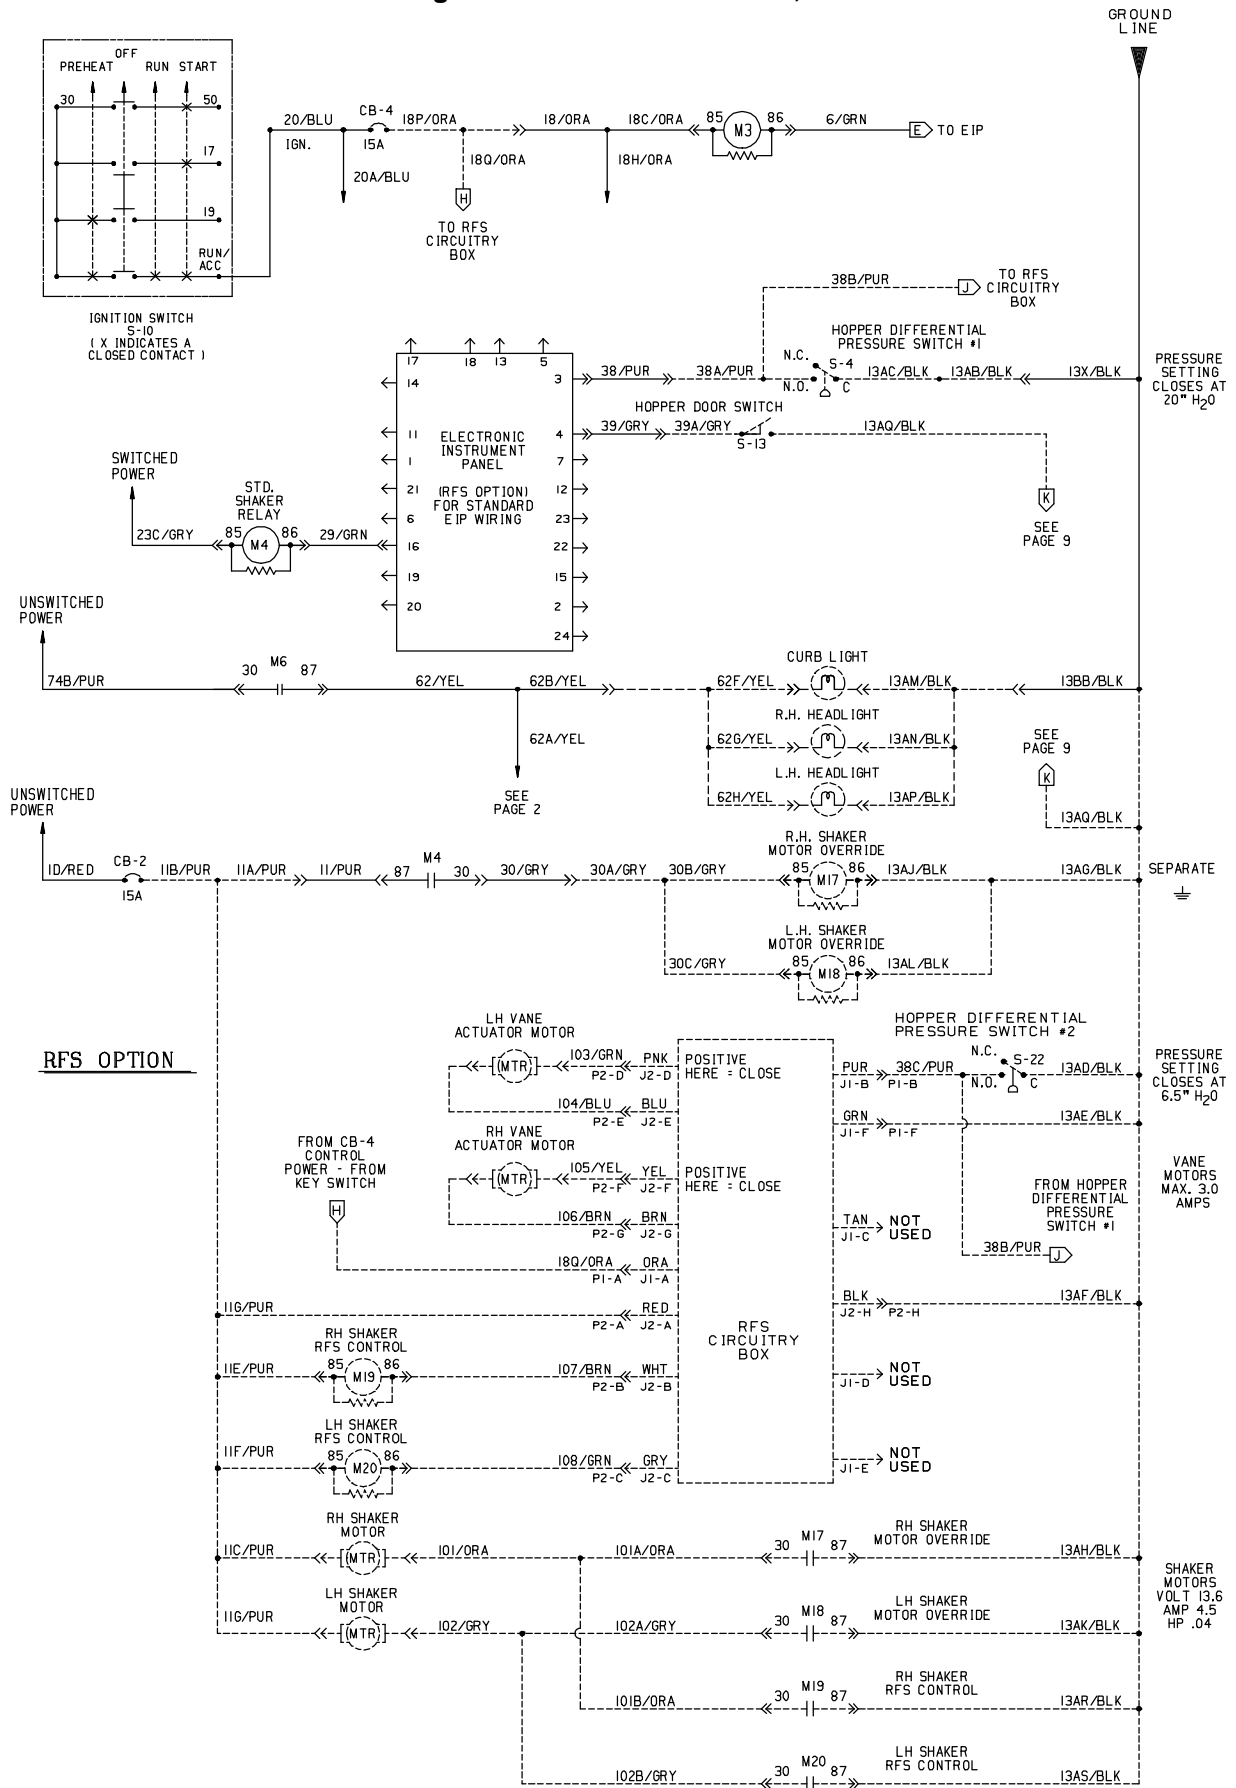 GROUND
LINE
OFF
PREHEAT RUN START
30 50
17
19
RUN/
ACC
IGNITION SWITCH
S-10
( X INDICATES A
CLOSED CONTACT )
20/BLU
IGN.
20A/BLU
CB-4
15A
18P/ORA
18Q/ORA
H
TO RFS
CIRCUITRY
BOX
18/ORA
18H/ORA
18C/ORA
85 M3 86
6/GRN
E TO EIP
38B/PUR
J
TO RFS
CIRCUITRY
BOX
HOPPER DIFFERENTIAL
PRESSURE SWITCH #1
N.C.
S-4
N.O. C
38/PUR
38A/PUR
13AC/BLK
13AB/BLK
13X/BLK
PRESSURE
SETTING
CLOSES AT
20" H2O
HOPPER DOOR SWITCH
39/GRY
39A/GRY
S-13
13AQ/BLK
K
SEE
PAGE 9
17 18 13 5
14
11
1
21
6
16
19
20
3
4
7
12
23
22
15
2
24
ELECTRONIC
INSTRUMENT
PANEL
(RFS OPTION)
FOR STANDARD
EIP WIRING
SWITCHED
POWER
23C/GRY
STD.
SHAKER
RELAY
85 M4 86
29/GRN
UNSWITCHED
POWER
74B/PUR
30 M6 87
62/YEL
62B/YEL
62A/YEL
SEE
PAGE 2
CURB LIGHT
62F/YEL
13AM/BLK
13BB/BLK
R.H. HEADLIGHT
62G/YEL
13AN/BLK
L.H. HEADLIGHT
62H/YEL
13AP/BLK
SEE
PAGE 9
K
13AQ/BLK
UNSWITCHED
POWER
1D/RED
CB-2
15A
11B/PUR
11A/PUR
11/PUR
87 M4 30
30/GRY
30A/GRY
30B/GRY
R.H. SHAKER
MOTOR OVERRIDE
85 M17 86
13AJ/BLK
13AG/BLK
SEPARATE
L.H. SHAKER
MOTOR OVERRIDE
30C/GRY
85 M18 86
13AL/BLK
RFS OPTION
LH VANE
ACTUATOR MOTOR
(MTR)
103/GRN PNK
P2-D J2-D
POSITIVE
HERE = CLOSE
104/BLU BLU
P2-E J2-E
RH VANE
ACTUATOR MOTOR
(MTR)
105/YEL YEL
P2-F J2-F
POSITIVE
HERE = CLOSE
106/BRN BRN
P2-G J2-G
FROM CB-4
CONTROL
POWER - FROM
KEY SWITCH
H
18Q/ORA ORA
P1-A J1-A
11G/PUR
RED
P2-A J2-A
RFS
CIRCUITRY
BOX
RH SHAKER
RFS CONTROL
11E/PUR
85 M19 86
107/BRN WHT
P2-B J2-B
LH SHAKER
RFS CONTROL
11F/PUR
85 M20 86
108/GRN GRY
P2-C J2-C
HOPPER DIFFERENTIAL
PRESSURE SWITCH #2
N.C.
S-22
N.O. C
PUR 38C/PUR
J1-B P1-B
13AD/BLK
PRESSURE
SETTING
CLOSES AT
6.5" H2O
GRN
J1-F P1-F
13AE/BLK
VANE
MOTORS
MAX. 3.0
AMPS
FROM HOPPER
DIFFERENTIAL
PRESSURE
SWITCH #1
38B/PUR J
TAN NOT
J1-C USED
BLK
J2-H P2-H
13AF/BLK
NOT
J1-D USED
NOT
J1-E USED
RH SHAKER
MOTOR
11C/PUR
(MTR)
101/ORA
101A/ORA
30 M17 87
RH SHAKER
MOTOR OVERRIDE
13AH/BLK
LH SHAKER
MOTOR
11G/PUR
(MTR)
102/GRY
102A/GRY
30 M18 87
LH SHAKER
MOTOR OVERRIDE
13AK/BLK
SHAKER
MOTORS
VOLT 13.6
AMP 4.5
HP .04
101B/ORA
30 M19 87
RH SHAKER
RFS CONTROL
13AR/BLK
102B/GRY
30 M20 87
LH SHAKER
RFS CONTROL
13AS/BLK